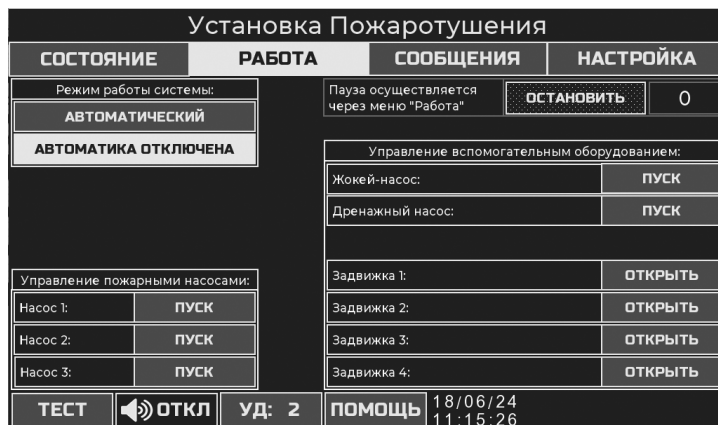 Установка Пожаротушения
СОСТОЯНИЕ РАБОТА СООБЩЕНИЯ НАСТРОЙКА
Режим работы системы:
АВТОМАТИЧЕСКИЙ
АВТОМАТИКА ОТКЛЮЧЕНА
Пауза осуществляется
через меню "Работа"
ОСТАНОВИТЬ 0
Управление вспомогательным оборудованием:
Жокей-насос: ПУСК
Дренажный насос: ПУСК
Задвижка 1: ОТКРЫТЬ
Задвижка 2: ОТКРЫТЬ
Задвижка 3: ОТКРЫТЬ
Задвижка 4: ОТКРЫТЬ
Управление пожарными насосами:
Насос 1: ПУСК
Насос 2: ПУСК
Насос 3: ПУСК
ТЕСТ ОТКЛ УД: 2 ПОМОЩЬ
18/06/24
11:15:26